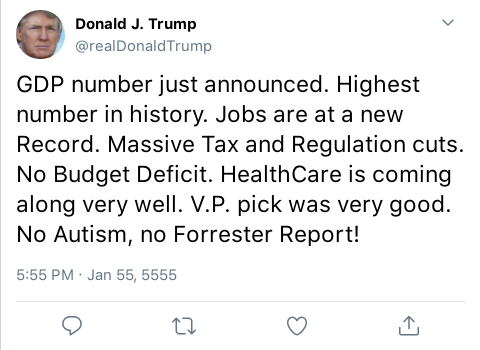 Donald J. Trump
@realDonaldTrump
GDP number just announced. Highest
number in history. Jobs are at a new
Record. Massive Tax and Regulation cuts.
No Budget Deficit. HealthCare is coming
along very well. V.P. pick was very good.
No Autism, no Forrester Report!
5:55 PM · Jan 55, 5555